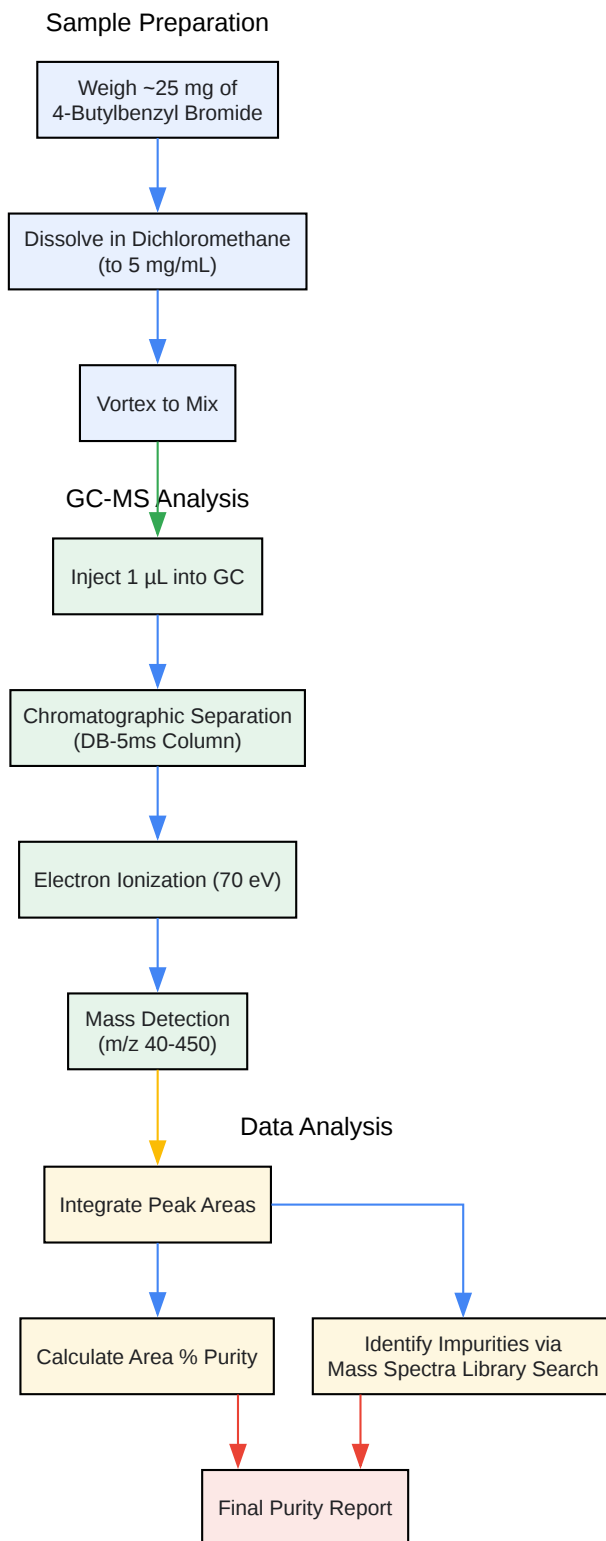 Sample Preparation
Weigh ~25 mg of
4-Butylbenzyl Bromide
Dissolve in Dichloromethane
(to 5 mg/mL)
Vortex to Mix
GC-MS Analysis
Inject 1 µL into GC
Chromatographic Separation
(DB-5ms Column)
Electron Ionization (70 eV)
Mass Detection
(m/z 40-450)
Data Analysis
Integrate Peak Areas
Calculate Area % Purity
Identify Impurities via
Mass Spectra Library Search
Final Purity Report